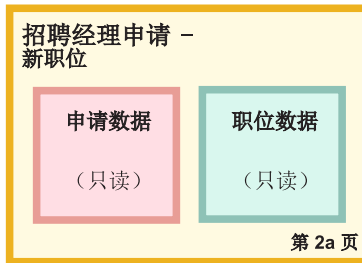 招聘经理申请 –
新职位
申请数据
（只读）
职位数据
（只读）
第 2a 页